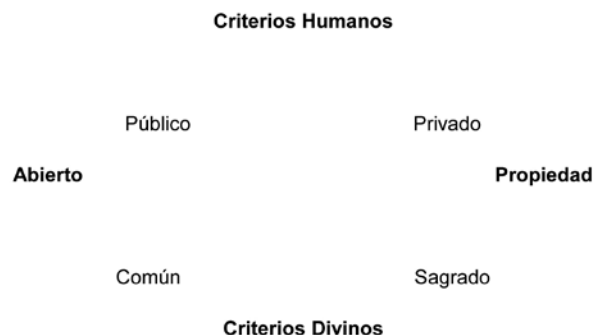 Criterios Humanos
Público Privado
Abierto Propiedad
Común Sagrado
Criterios Divinos